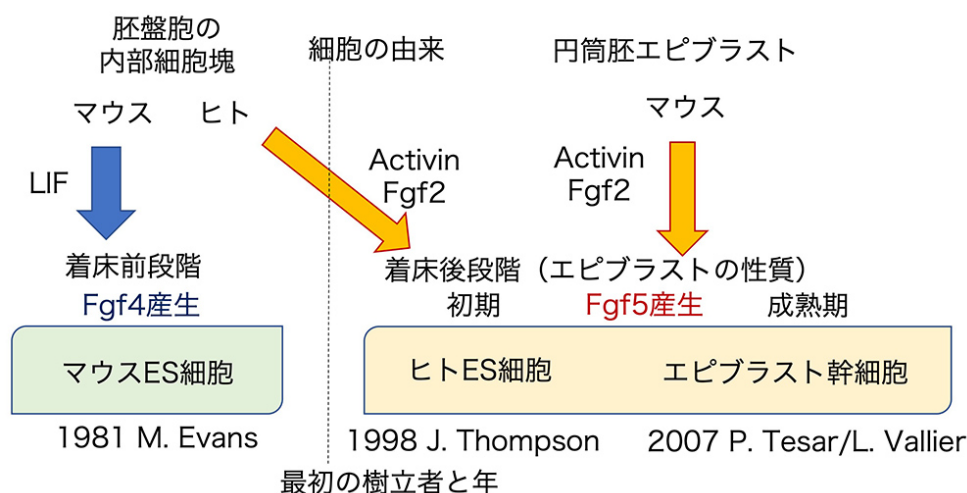 胚盤胞の
内部細胞塊
細胞の由来
円筒胚エピブラスト
マウス
ヒト
マウス
LIF
Activin
Fgf2
Activin
Fgf2
着床前段階
Fgf4産生
着床後段階（エピブラストの性質）
初期
Fgf5産生
成熟期
マウスES細胞
ヒトES細胞
エピブラスト幹細胞
1981 M. Evans
1998 J. Thompson
2007 P. Tesar/L. Vallier
最初の樹立者と年